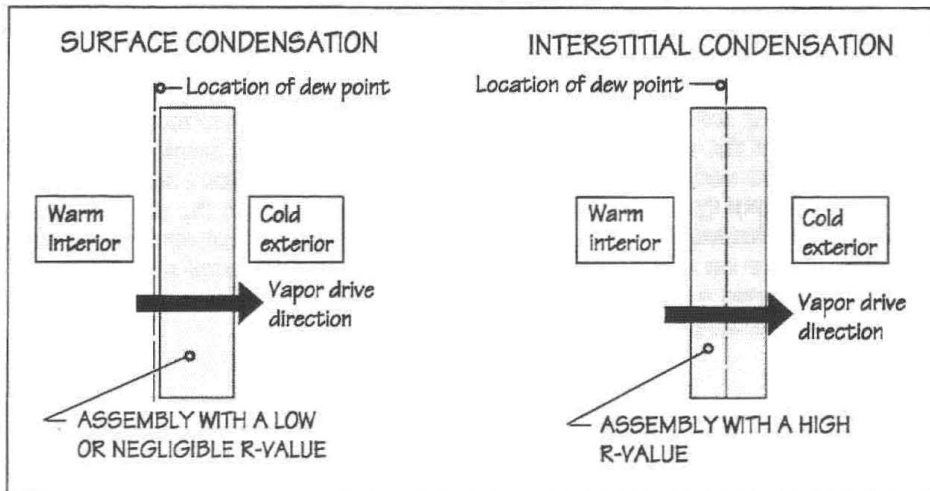 SURFACE CONDENSATION
Location of dew point
Warm
interior
Cold
exterior
Vapor drive
direction
ASSEMBLY WITH A LOW
OR NEGLIGIBLE R-VALUE
INTERSTITIAL CONDENSATION
Location of dew point
Warm
interior
Cold
exterior
Vapor drive
direction
ASSEMBLY WITH A HIGH
R-VALUE